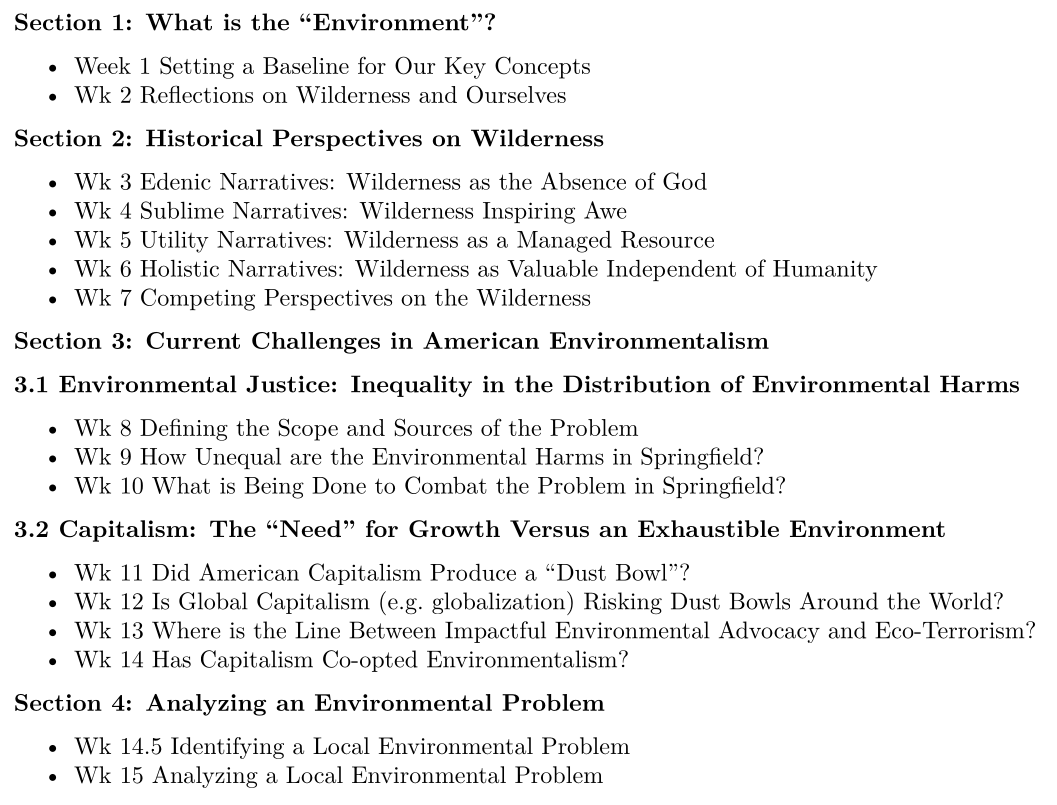 Section 1: What is the “Environment”?
• Week 1 Setting a Baseline for Our Key Concepts
• Wk 2 Reflections on Wilderness and Ourselves
Section 2: Historical Perspectives on Wilderness
• Wk 3 Edenic Narratives: Wilderness as the Absence of God
• Wk 4 Sublime Narratives: Wilderness Inspiring Awe
• Wk 5 Utility Narratives: Wilderness as a Managed Resource
• Wk 6 Holistic Narratives: Wilderness as Valuable Independent of Humanity
• Wk 7 Competing Perspectives on the Wilderness
Section 3: Current Challenges in American Environmentalism
3.1 Environmental Justice: Inequality in the Distribution of Environmental Harms
• Wk 8 Defining the Scope and Sources of the Problem
• Wk 9 How Unequal are the Environmental Harms in Springfield?
• Wk 10 What is Being Done to Combat the Problem in Springfield?
3.2 Capitalism: The “Need” for Growth Versus an Exhaustible Environment
• Wk 11 Did American Capitalism Produce a “Dust Bowl”?
• Wk 12 Is Global Capitalism (e.g. globalization) Risking Dust Bowls Around the World?
• Wk 13 Where is the Line Between Impactful Environmental Advocacy and Eco-Terrorism?
• Wk 14 Has Capitalism Co-opted Environmentalism?
Section 4: Analyzing an Environmental Problem
• Wk 14.5 Identifying a Local Environmental Problem
• Wk 15 Analyzing a Local Environmental Problem